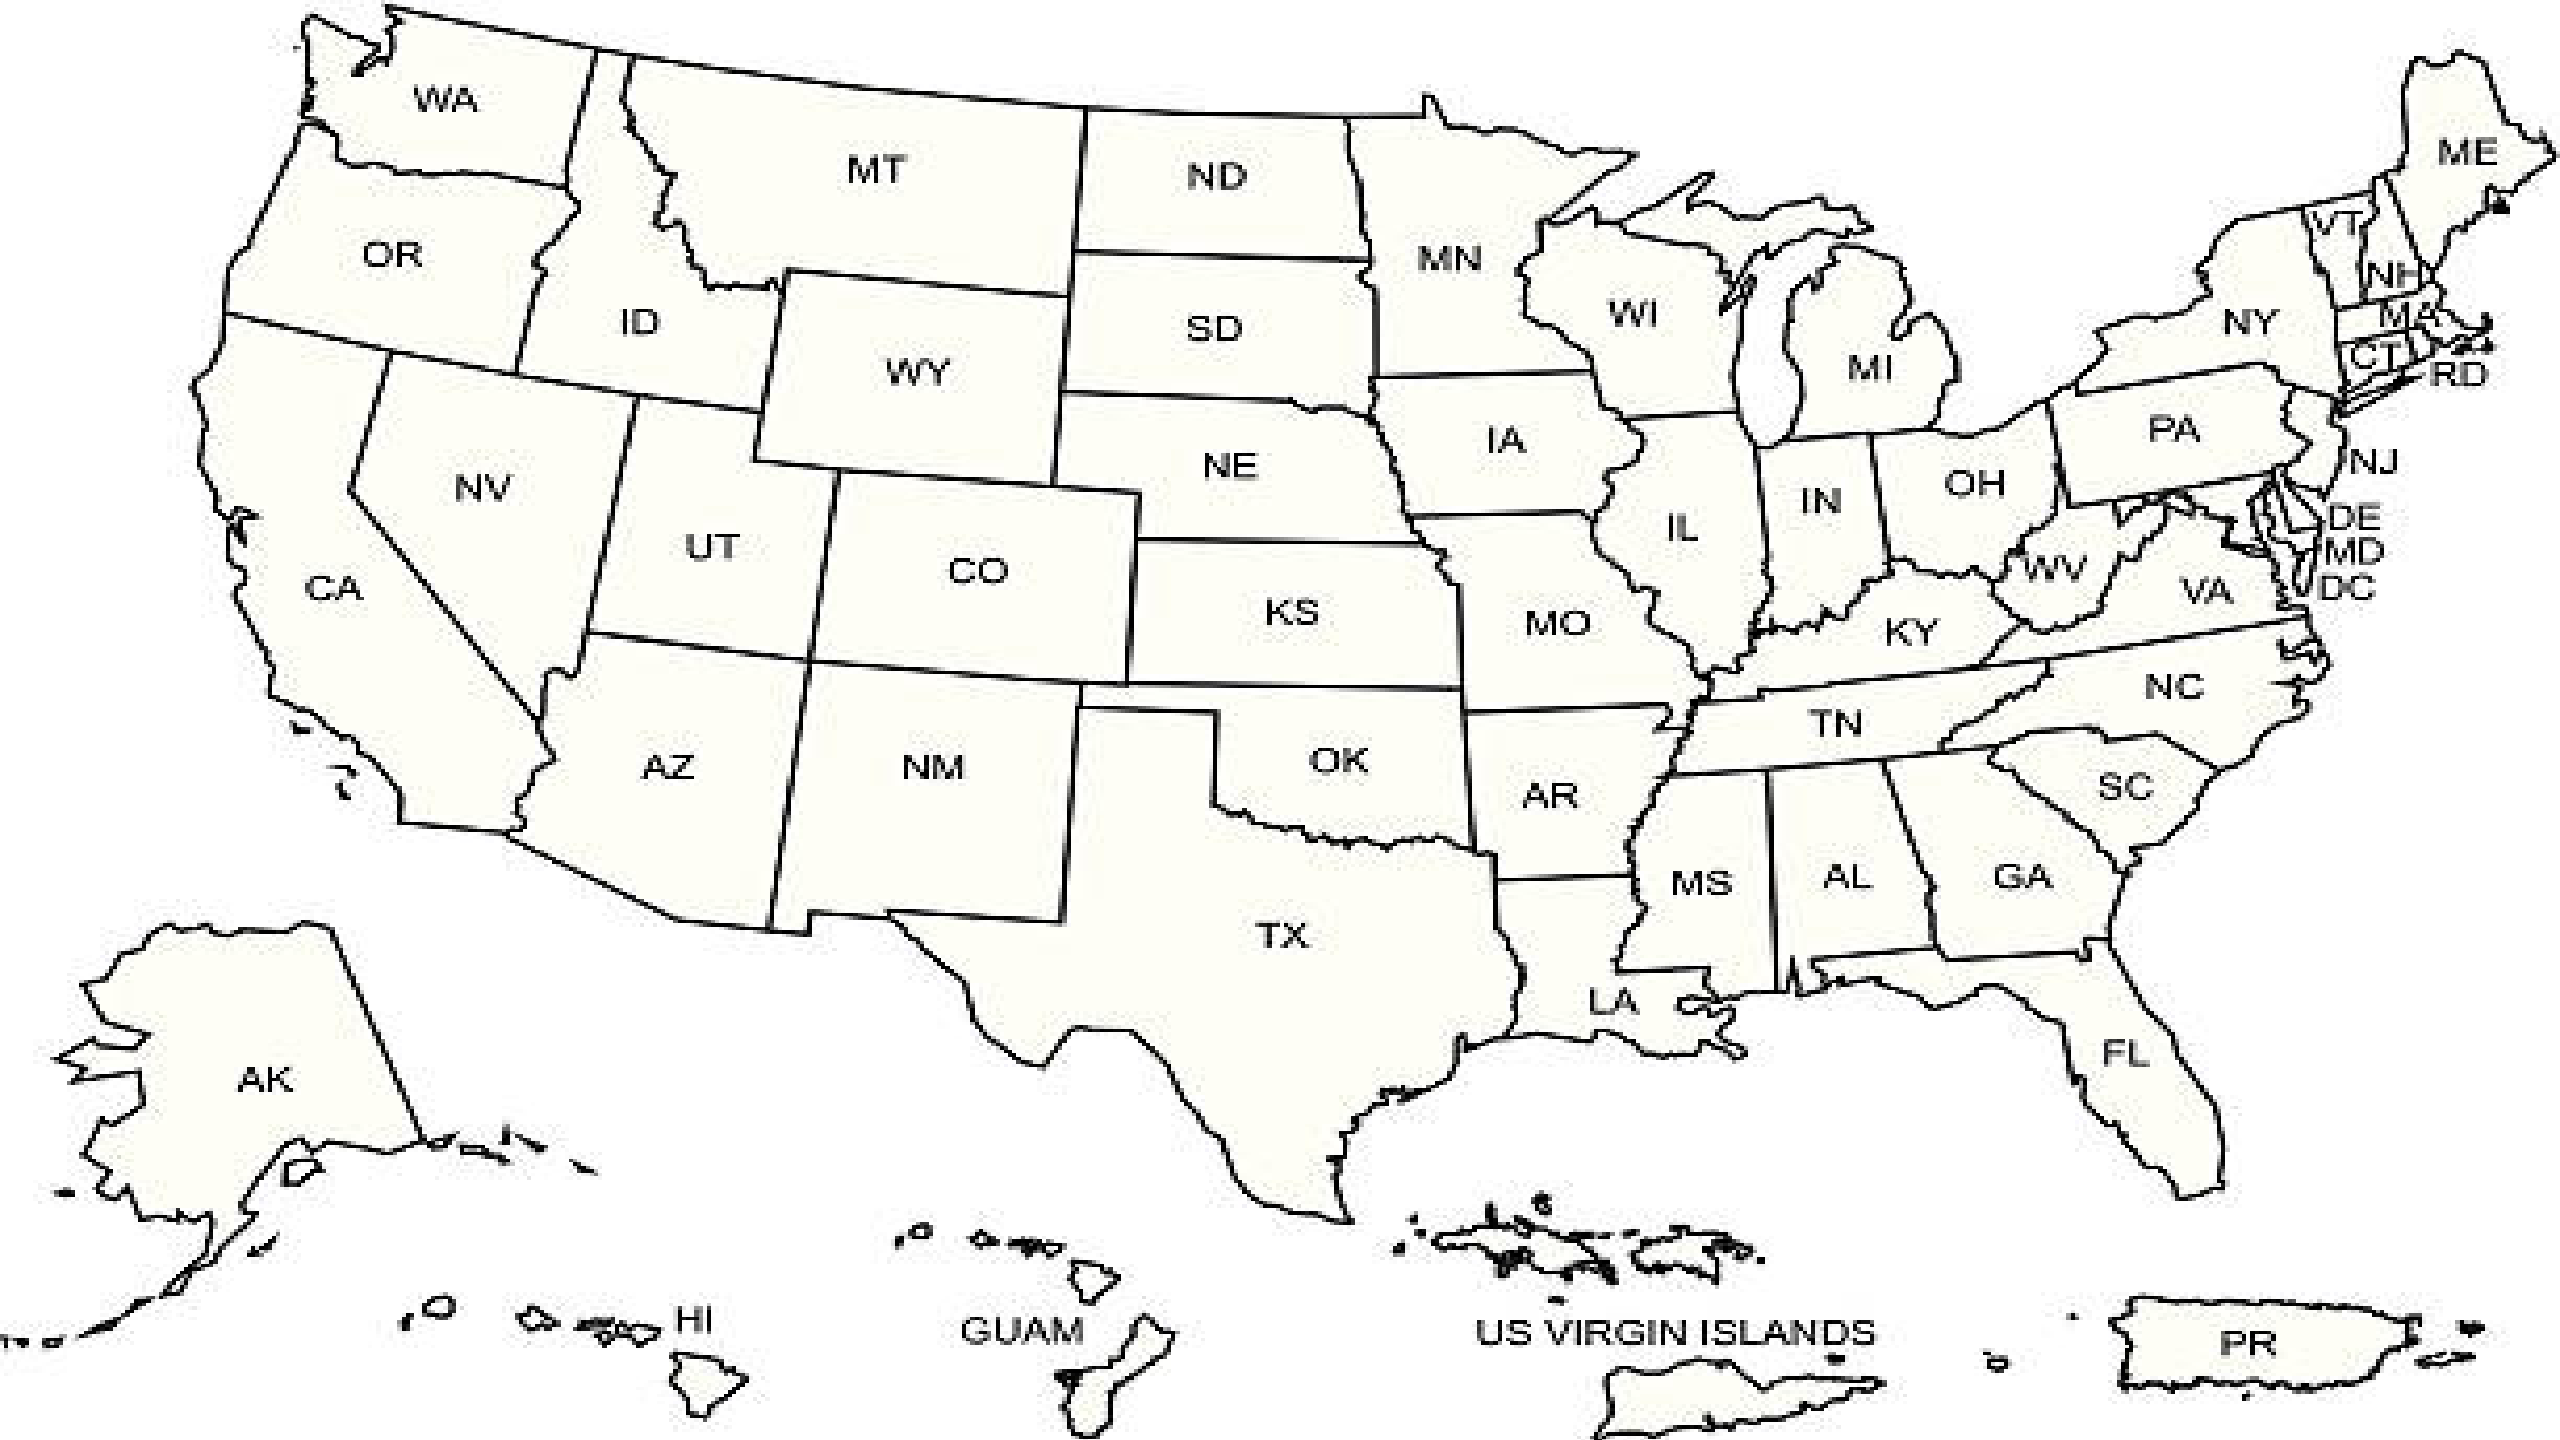 WA
MT
ND
ME
OR
MN
VT
NH
ID
SD
WI
NY
MA
WY
MI
CT
RD
IA
PA
NE
NJ
NV
OH
IN
IL
DE
UT
MD
CO
WV
CA
DC
KS
VA
MO
KY
NC
TN
AZ
NM
OK
SC
AR
MS
AL
GA
TX
LA
FL
AK
HI
GUAM
US VIRGIN ISLANDS
PR